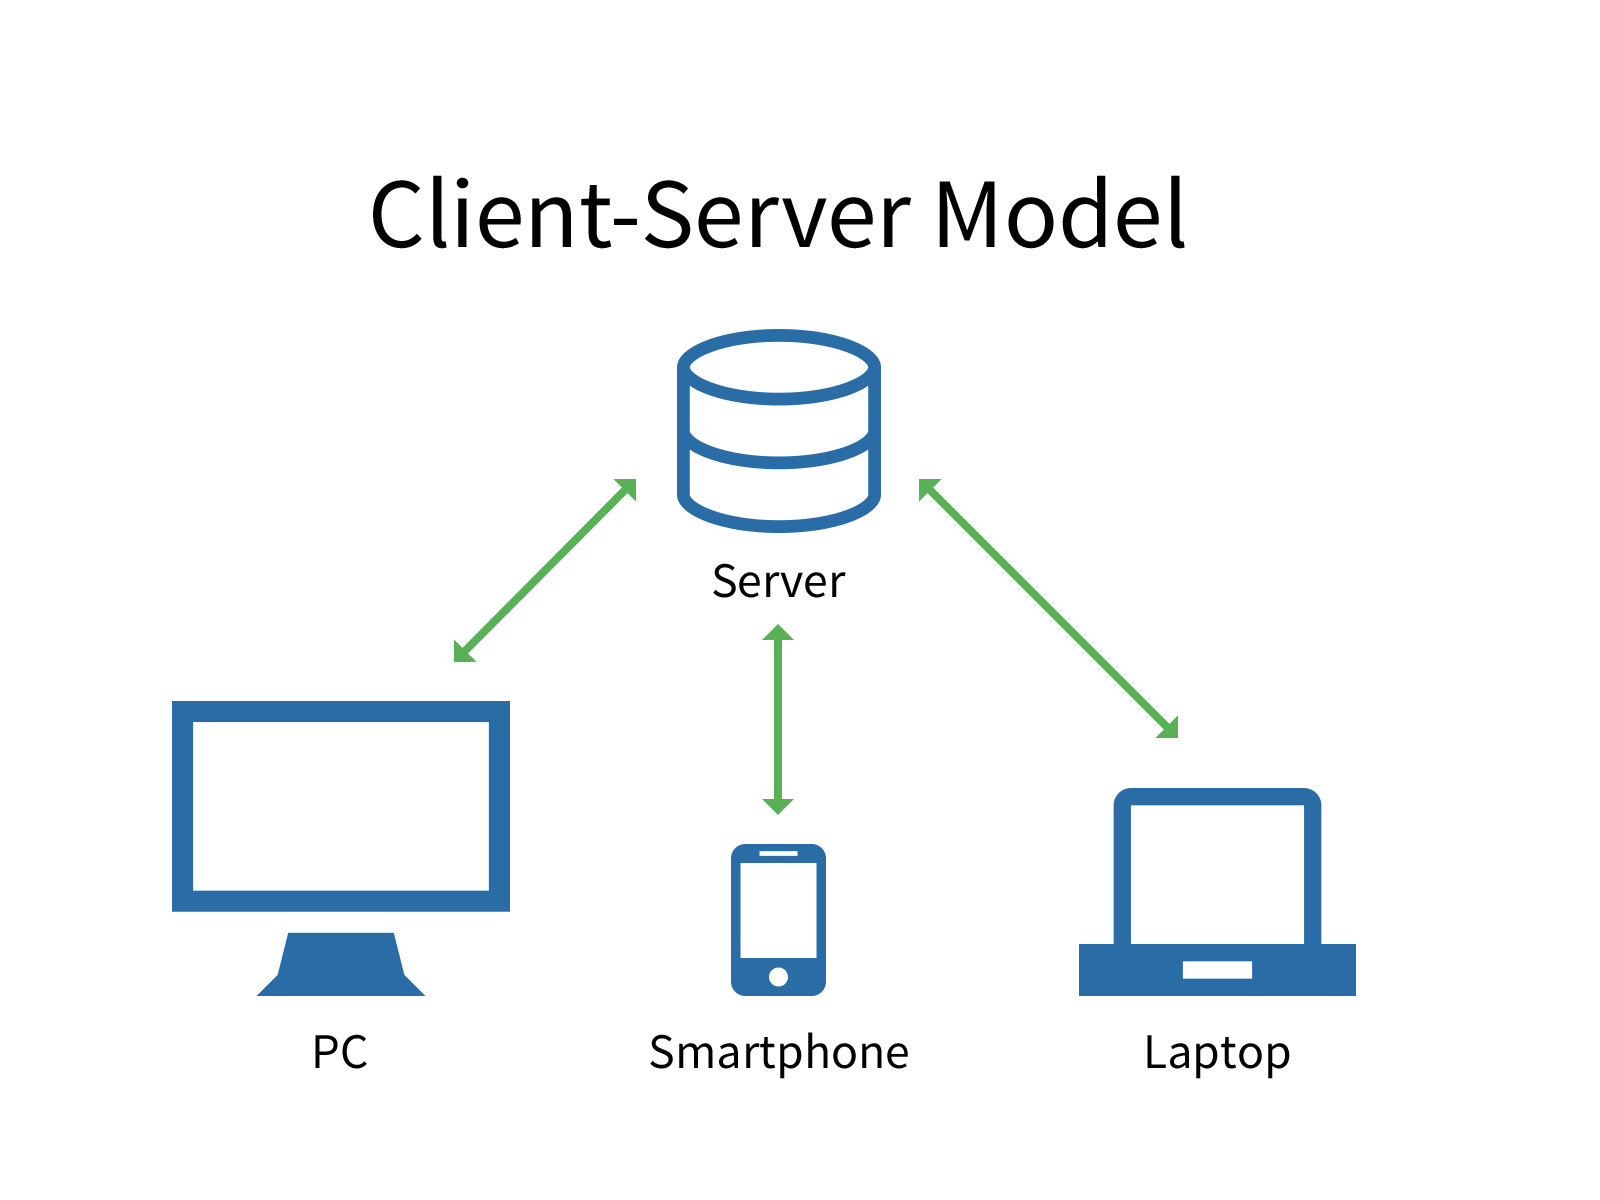 Client-Server Model
Server
PC
Smartphone
Laptop